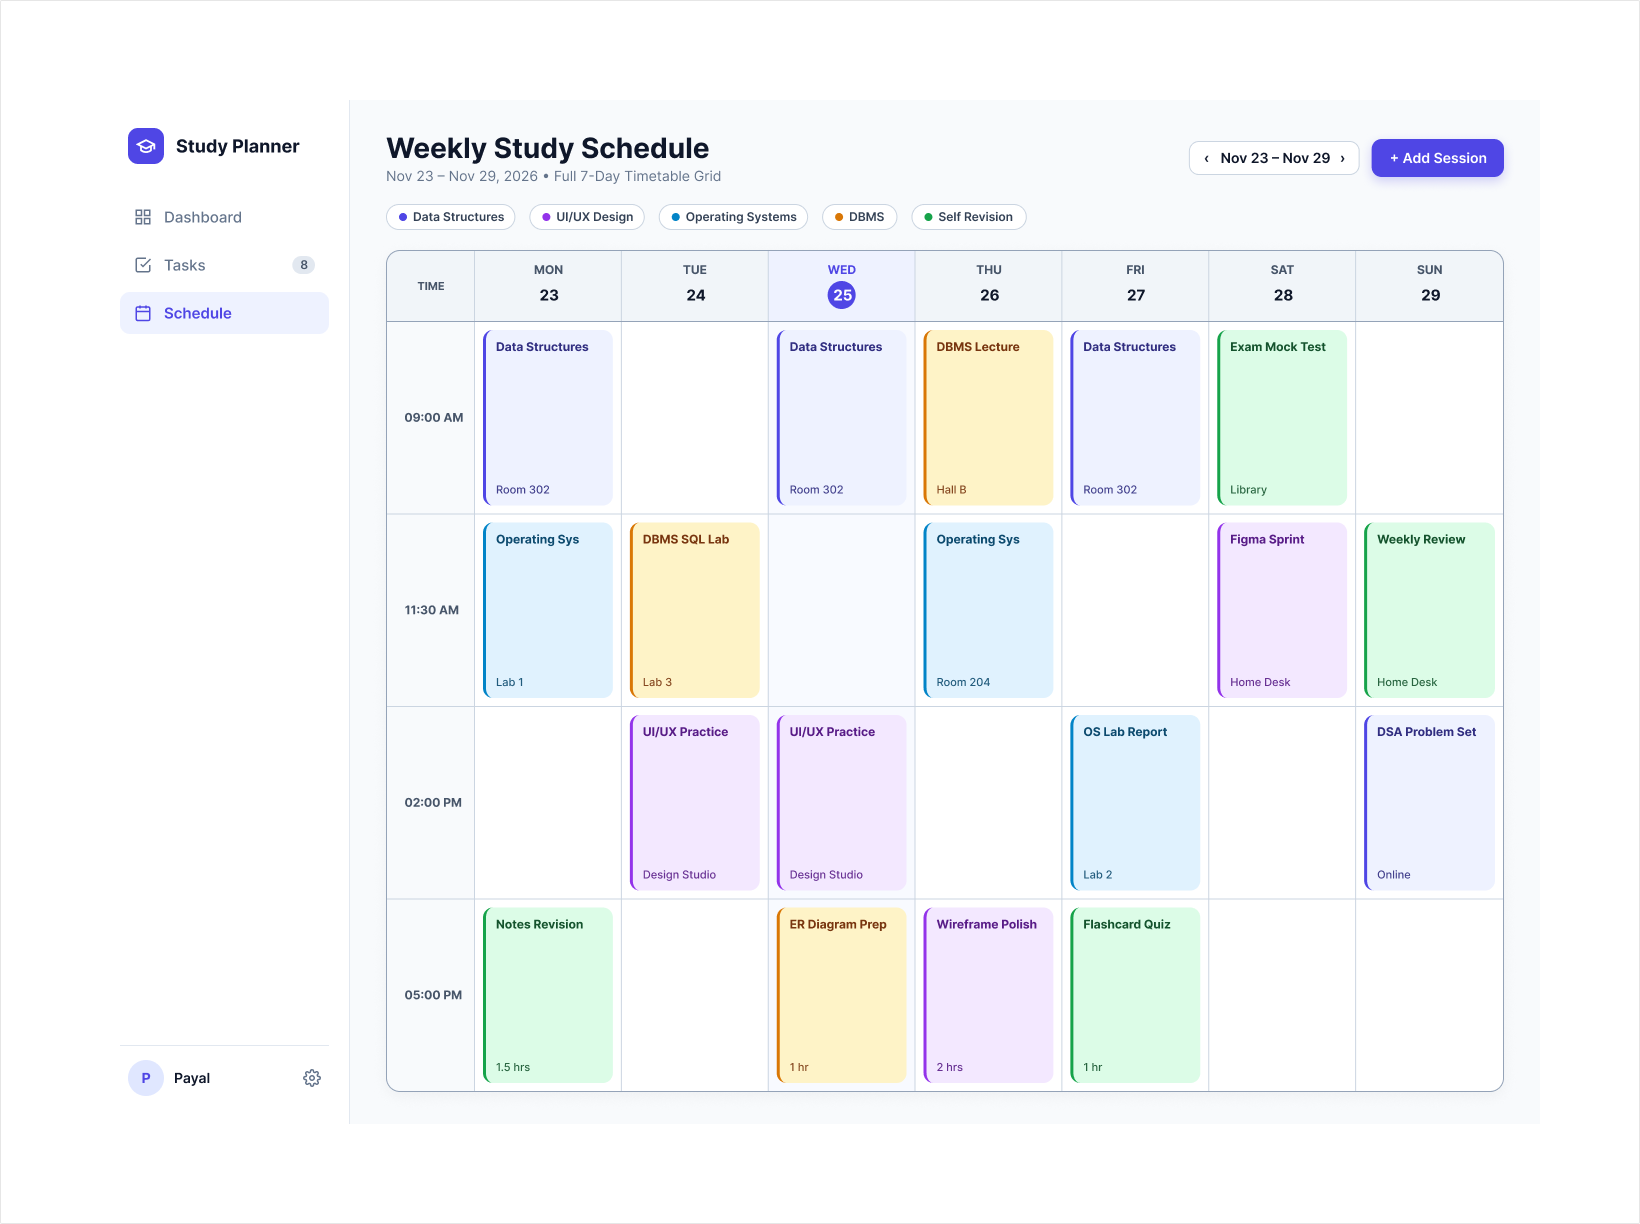 Study Planner
Dashboard
Tasks 8
Schedule
P Payal
Weekly Study Schedule
Nov 23 – Nov 29, 2026 • Full 7-Day Timetable Grid
‹ Nov 23 – Nov 29 ›
+ Add Session
Data Structures
UI/UX Design
Operating Systems
DBMS
Self Revision
TIME
MON 23
TUE 24
WED 25
THU 26
FRI 27
SAT 28
SUN 29
09:00 AM
Data Structures
Room 302
Data Structures
Room 302
DBMS Lecture
Hall B
Data Structures
Room 302
Exam Mock Test
Library
11:30 AM
Operating Sys
Lab 1
DBMS SQL Lab
Lab 3
Operating Sys
Room 204
Figma Sprint
Home Desk
Weekly Review
Home Desk
02:00 PM
UI/UX Practice
Design Studio
UI/UX Practice
Design Studio
OS Lab Report
Lab 2
DSA Problem Set
Online
05:00 PM
Notes Revision
1.5 hrs
ER Diagram Prep
1 hr
Wireframe Polish
2 hrs
Flashcard Quiz
1 hr